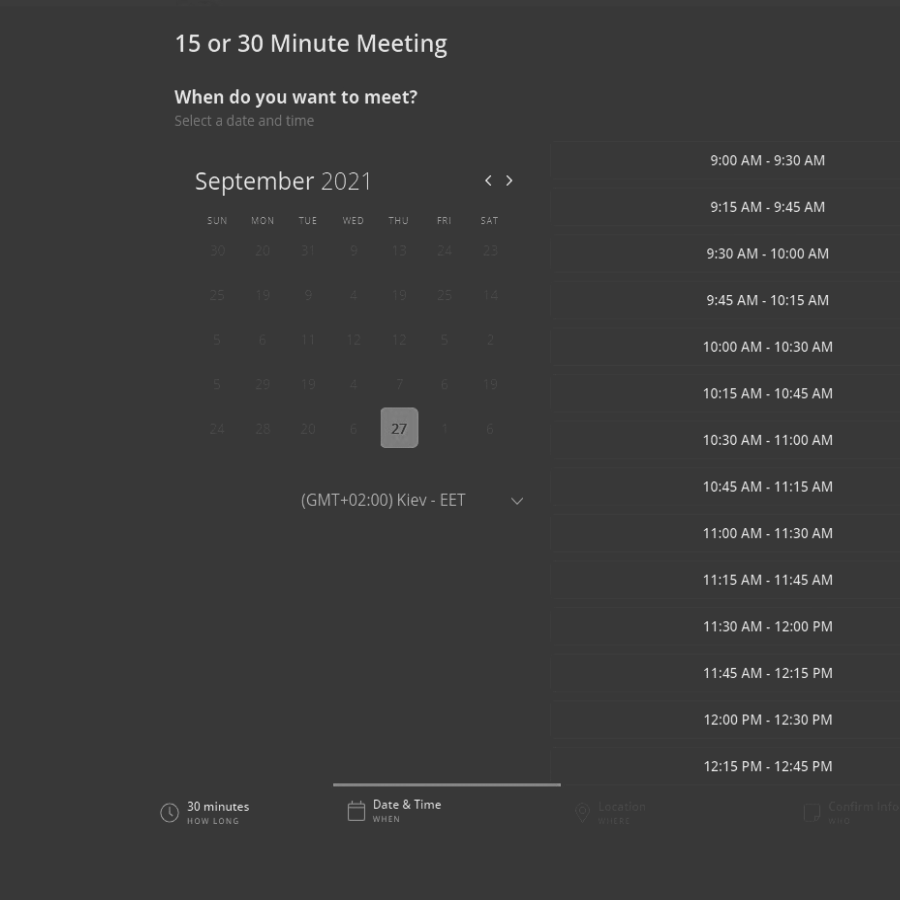 15 or 30 Minute Meeting
When do you want to meet?
Select a date and time
September 2021
SUN MON TUE WED THU FRI SAT
30 20 31 9 13 24 23
25 19 9 4 19 25 14
5 6 11 12 12 5 2
5 29 19 4 7 6 19
24 28 20 6 27 1 6
(GMT+02:00) Kiev - EET
9:00 AM - 9:30 AM
9:15 AM - 9:45 AM
9:30 AM - 10:00 AM
9:45 AM - 10:15 AM
10:00 AM - 10:30 AM
10:15 AM - 10:45 AM
10:30 AM - 11:00 AM
10:45 AM - 11:15 AM
11:00 AM - 11:30 AM
11:15 AM - 11:45 AM
11:30 AM - 12:00 PM
11:45 AM - 12:15 PM
12:00 PM - 12:30 PM
12:15 PM - 12:45 PM
30 minutes
HOW LONG
Date & Time
WHEN
Location
WHERE
Confirm Info
WHO